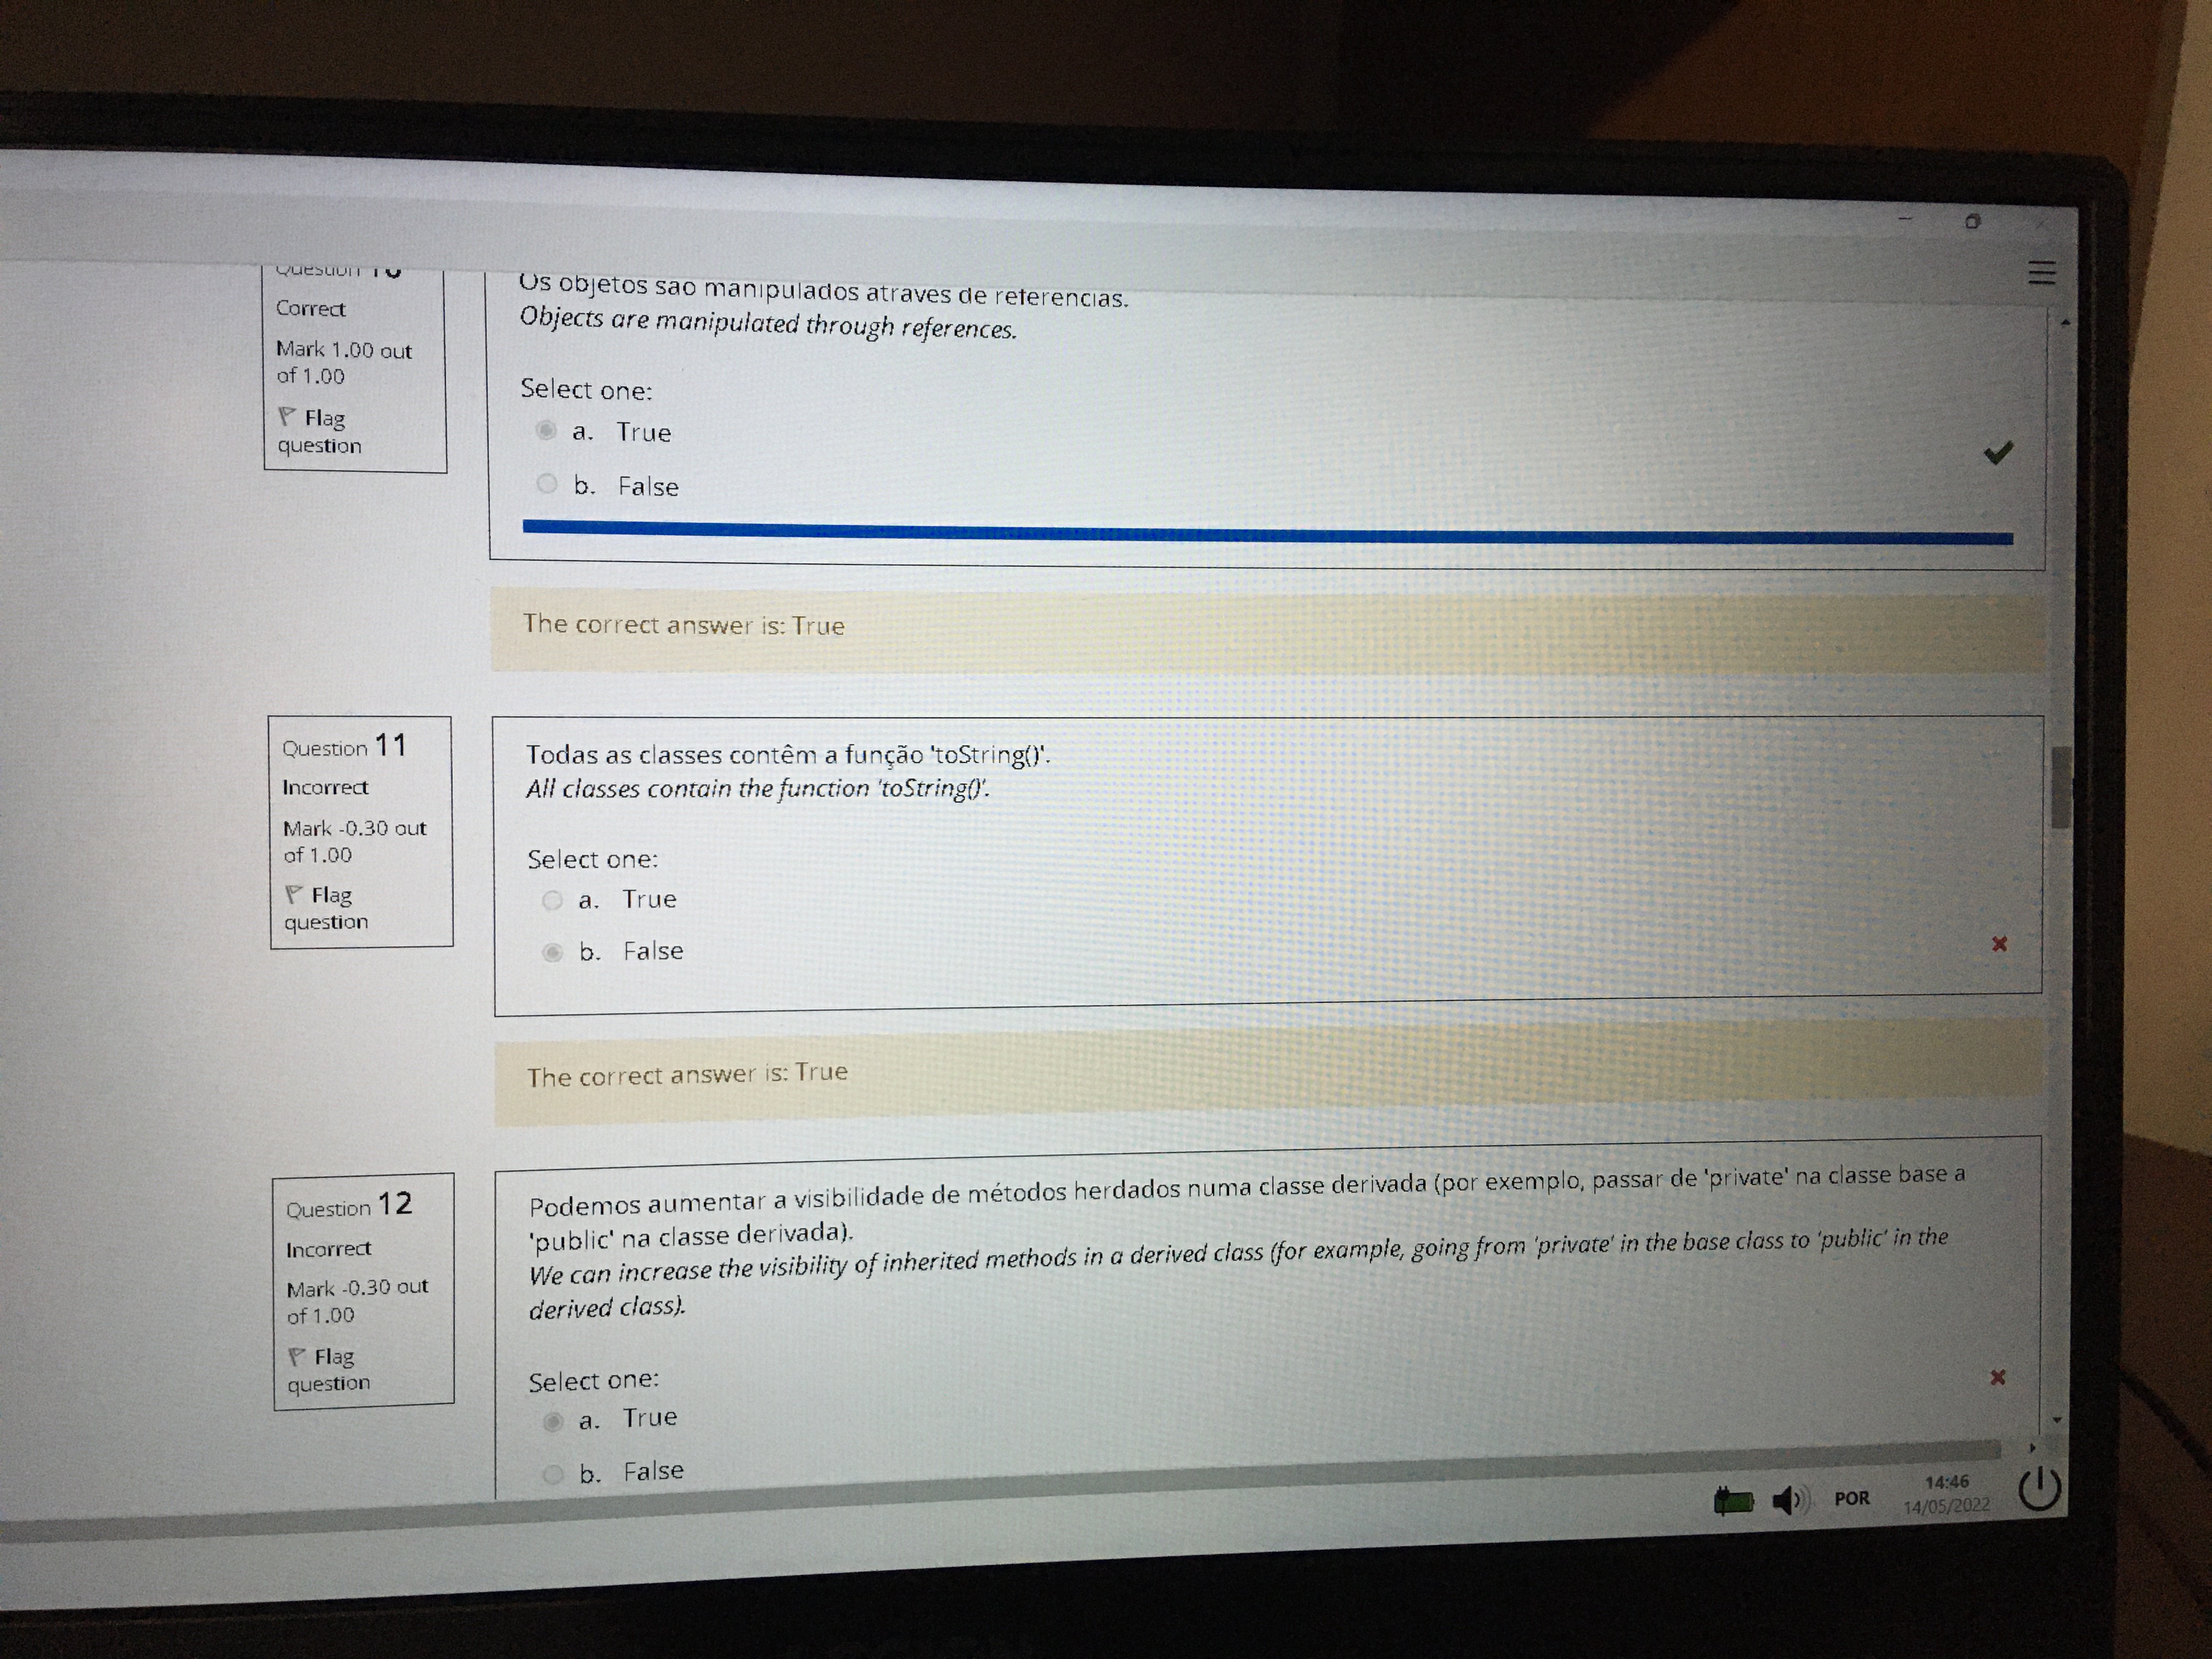 Question 10
Correct
Mark 1.00 out
of 1.00
Flag
question
Os objetos são manipulados através de referências.
Objects are manipulated through references.
Select one:
a. True
b. False
The correct answer is: True
Question 11
Incorrect
Mark -0.30 out
of 1.00
Flag
question
Todas as classes contêm a função 'toString()'.
All classes contain the function 'toString()'.
Select one:
a. True
b. False
The correct answer is: True
Question 12
Incorrect
Mark -0.30 out
of 1.00
Flag
question
Podemos aumentar a visibilidade de métodos herdados numa classe derivada (por exemplo, passar de 'private' na classe base a
'public' na classe derivada).
We can increase the visibility of inherited methods in a derived class (for example, going from 'private' in the base class to 'public' in the
derived class).
Select one:
a. True
b. False
POR
14:46
14/05/2022